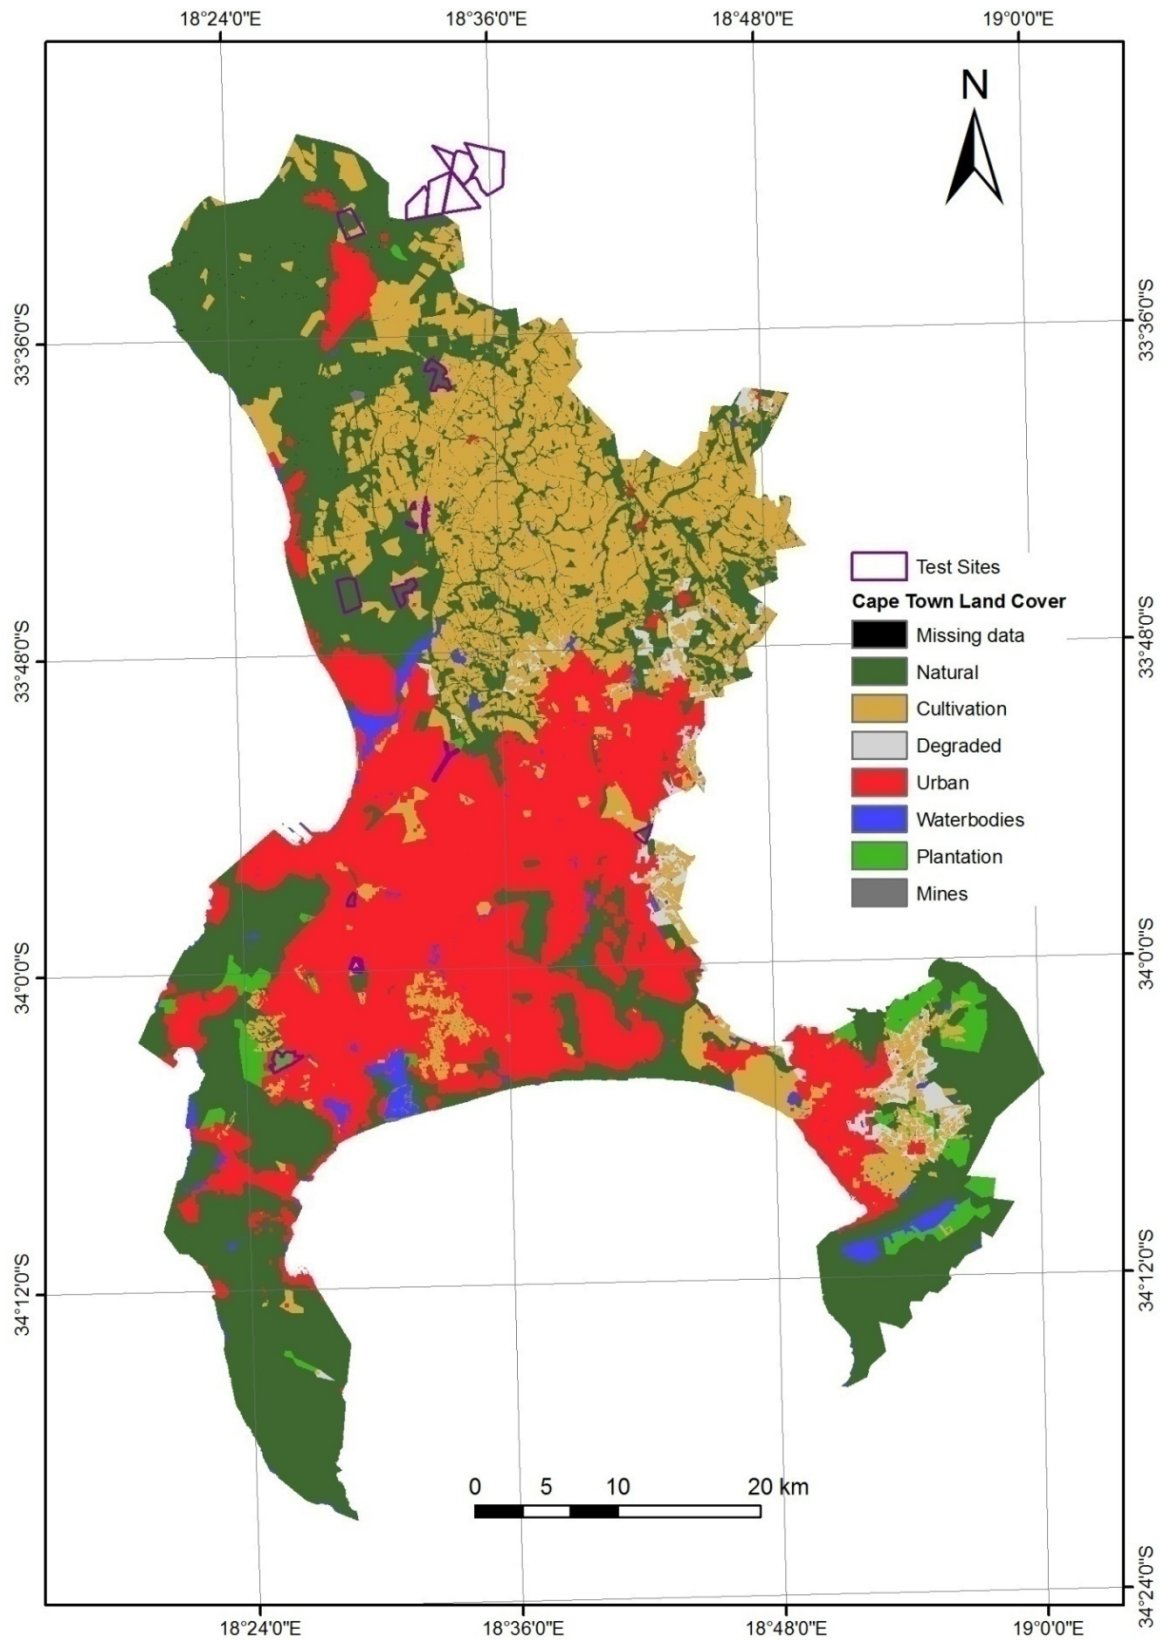 18°24'0"E 18°36'0"E 18°48'0"E 19°0'0"E
N
33°36'0"S
33°36'0"S
Test Sites
Cape Town Land Cover
Missing data
Natural
Cultivation
Degraded
Urban
Waterbodies
Plantation
Mines
33°48'0"S
33°48'0"S
34°0'0"S
34°0'0"S
34°12'0"S
34°12'0"S
0 5 10 20 km
34°24'0"S
18°24'0"E 18°36'0"E 18°48'0"E 19°0'0"E